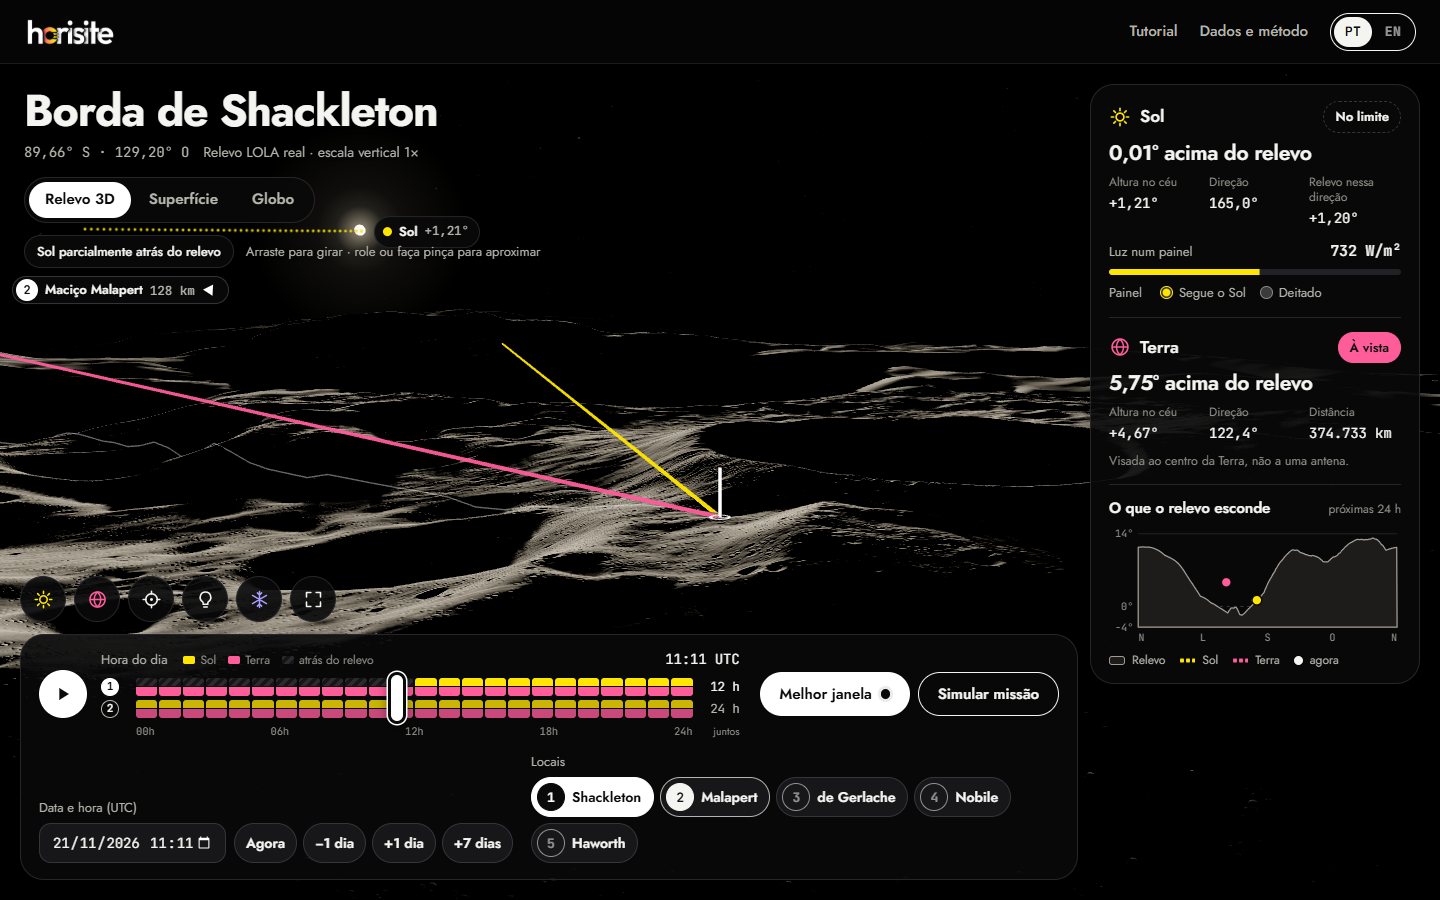 horisite
Tutorial
Dados e método
PT
EN
Borda de Shackleton
89,66° S · 129,20° O Relevo LOLA real · escala vertical 1×
Relevo 3D
Superfície
Globo
Sol +1,21°
Sol parcialmente atrás do relevo
Arraste para girar · role ou faça pinça para aproximar
2 Maciço Malapert 128 km
Sol
No limite
0,01° acima do relevo
Altura no céu
Direção
Relevo nessa direção
+1,21°
165,0°
+1,20°
Luz num painel
732 W/m²
Painel
Segue o Sol
Deitado
Terra
À vista
5,75° acima do relevo
Altura no céu
Direção
Distância
+4,67°
122,4°
374.733 km
Visada ao centro da Terra, não a uma antena.
O que o relevo esconde
próximas 24 h
14°
0°
-4°
N L S O N
Relevo
Sol
Terra
agora
Hora do dia
Sol
Terra
atrás do relevo
11:11 UTC
1
12 h
2
24 h
00h 06h 12h 18h 24h juntos
Melhor janela
Simular missão
Data e hora (UTC)
21/11/2026 11:11
Agora
−1 dia
+1 dia
+7 dias
Locais
1 Shackleton
2 Malapert
3 de Gerlache
4 Nobile
5 Haworth